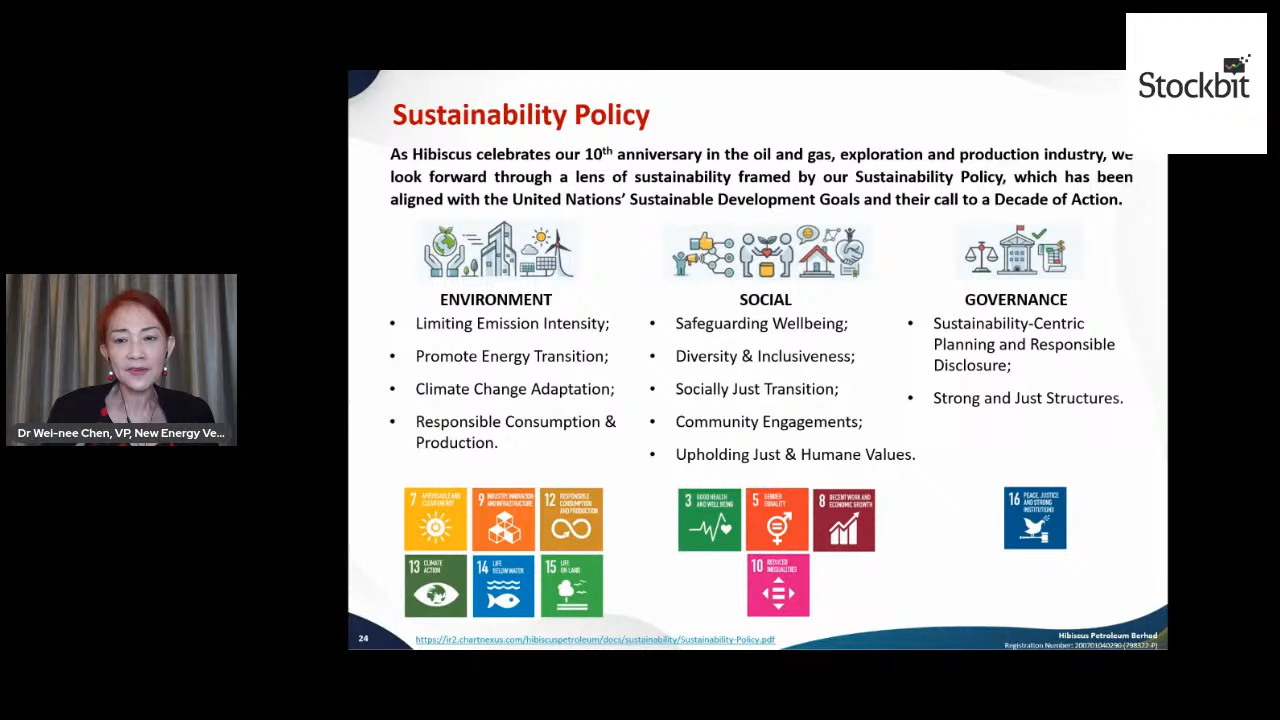 Stockbit
Sustainability Policy
As Hibiscus celebrates our 10th anniversary in the oil and gas, exploration and production industry, we
look forward through a lens of sustainability framed by our Sustainability Policy, which has been
aligned with the United Nations' Sustainable Development Goals and their call to a Decade of Action.
ENVIRONMENT
• Limiting Emission Intensity;
• Promote Energy Transition;
• Climate Change Adaptation;
• Responsible Consumption &
Production.
SOCIAL
• Safeguarding Wellbeing;
• Diversity & Inclusiveness;
• Socially Just Transition;
• Community Engagements;
• Upholding Just & Humane Values.
GOVERNANCE
• Sustainability-Centric
Planning and Responsible
Disclosure;
• Strong and Just Structures.
7 AFFORDABLE AND
CLEAN ENERGY
9 INDUSTRY, INNOVATION
AND INFRASTRUCTURE
12 RESPONSIBLE
CONSUMPTION
AND PRODUCTION
13 CLIMATE
ACTION
14 LIFE
BELOW WATER
15 LIFE
ON LAND
3 GOOD HEALTH
AND WELL BEING
5 GENDER
EQUALITY
8 DECENT WORK AND
ECONOMIC GROWTH
10 REDUCED
INEQUALITIES
16 PEACE, JUSTICE
AND STRONG
INSTITUTIONS
Dr Wei-nee Chen, VP, New Energy Ve...
24
https://ir2.chartnexus.com/hibiscuspetroleum/docs/sustainability/Sustainability-Policy.pdf
Hibiscus Petroleum Berhad
Registration Number: 200701040290 (798322-P)